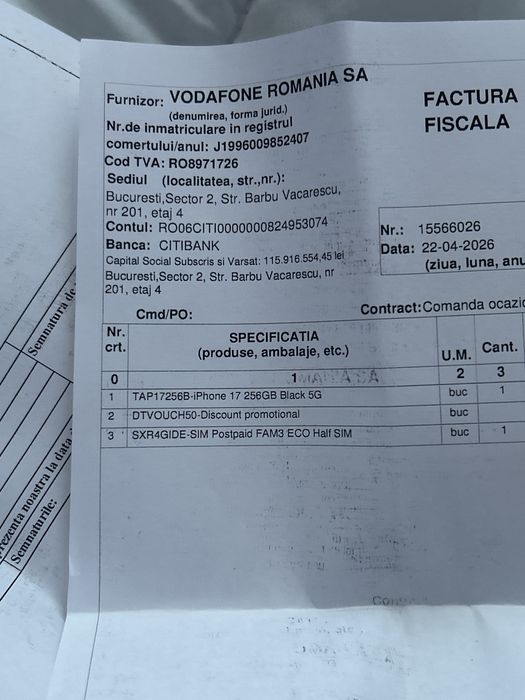 Furnizor: VODAFONE ROMANIA SA
(denumirea, forma jurid.)
Nr.de inmatriculare in registrul
comertului/anul: J1996009852407
Cod TVA: RO8971726
Sediul (localitatea, str.,nr.):
Bucuresti,Sector 2, Str. Barbu Vacarescu,
nr 201, etaj 4
Contul: RO06CITI0000000824953074
Banca: CITIBANK
Capital Social Subscris si Varsat: 115.916.554,45 lei
Bucuresti,Sector 2, Str. Barbu Vacarescu, nr
201, etaj 4
FACTURA
FISCALA
Nr.: 15566026
Data: 22-04-2026
(ziua, luna, anu
Cmd/PO:
Contract:Comanda ocazio
Nr. crt. SPECIFICATIA (produse, ambalaje, etc.) U.M. Cant.
0 1 2 3
1 TAP17256B-iPhone 17 256GB Black 5G buc 1
2 DTVOUCH50-Discount promotional buc
3 SXR4GIDE-SIM Postpaid FAM3 ECO Half SIM buc 1
Semnatura de
rezenta noastra la data
Semnaturile: